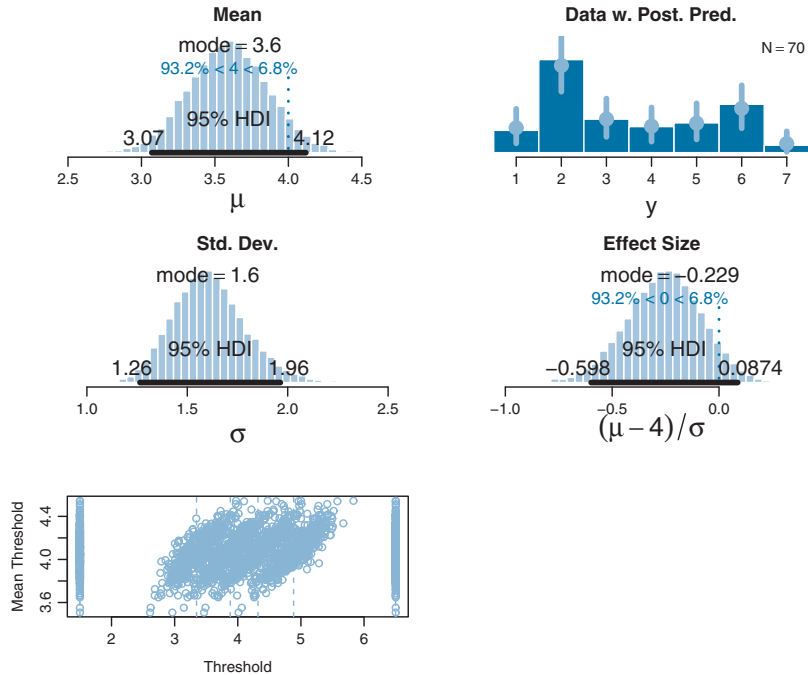 Mean
mode = 3.6
93.2% < 4 < 6.8%
95% HDI
3.07 4.12
2.5 3.0 3.5 4.0 4.5
μ
Data w. Post. Pred.
N = 70
1 2 3 4 5 6 7
y
Std. Dev.
mode = 1.6
95% HDI
1.26 1.96
1.0 1.5 2.0 2.5
σ
Effect Size
mode = −0.229
93.2% < 0 < 6.8%
95% HDI
−0.598 0.0874
−1.0 −0.5 0.0
(μ − 4) / σ
Mean Threshold
4.4
4.0
3.6
2 3 4 5 6
Threshold